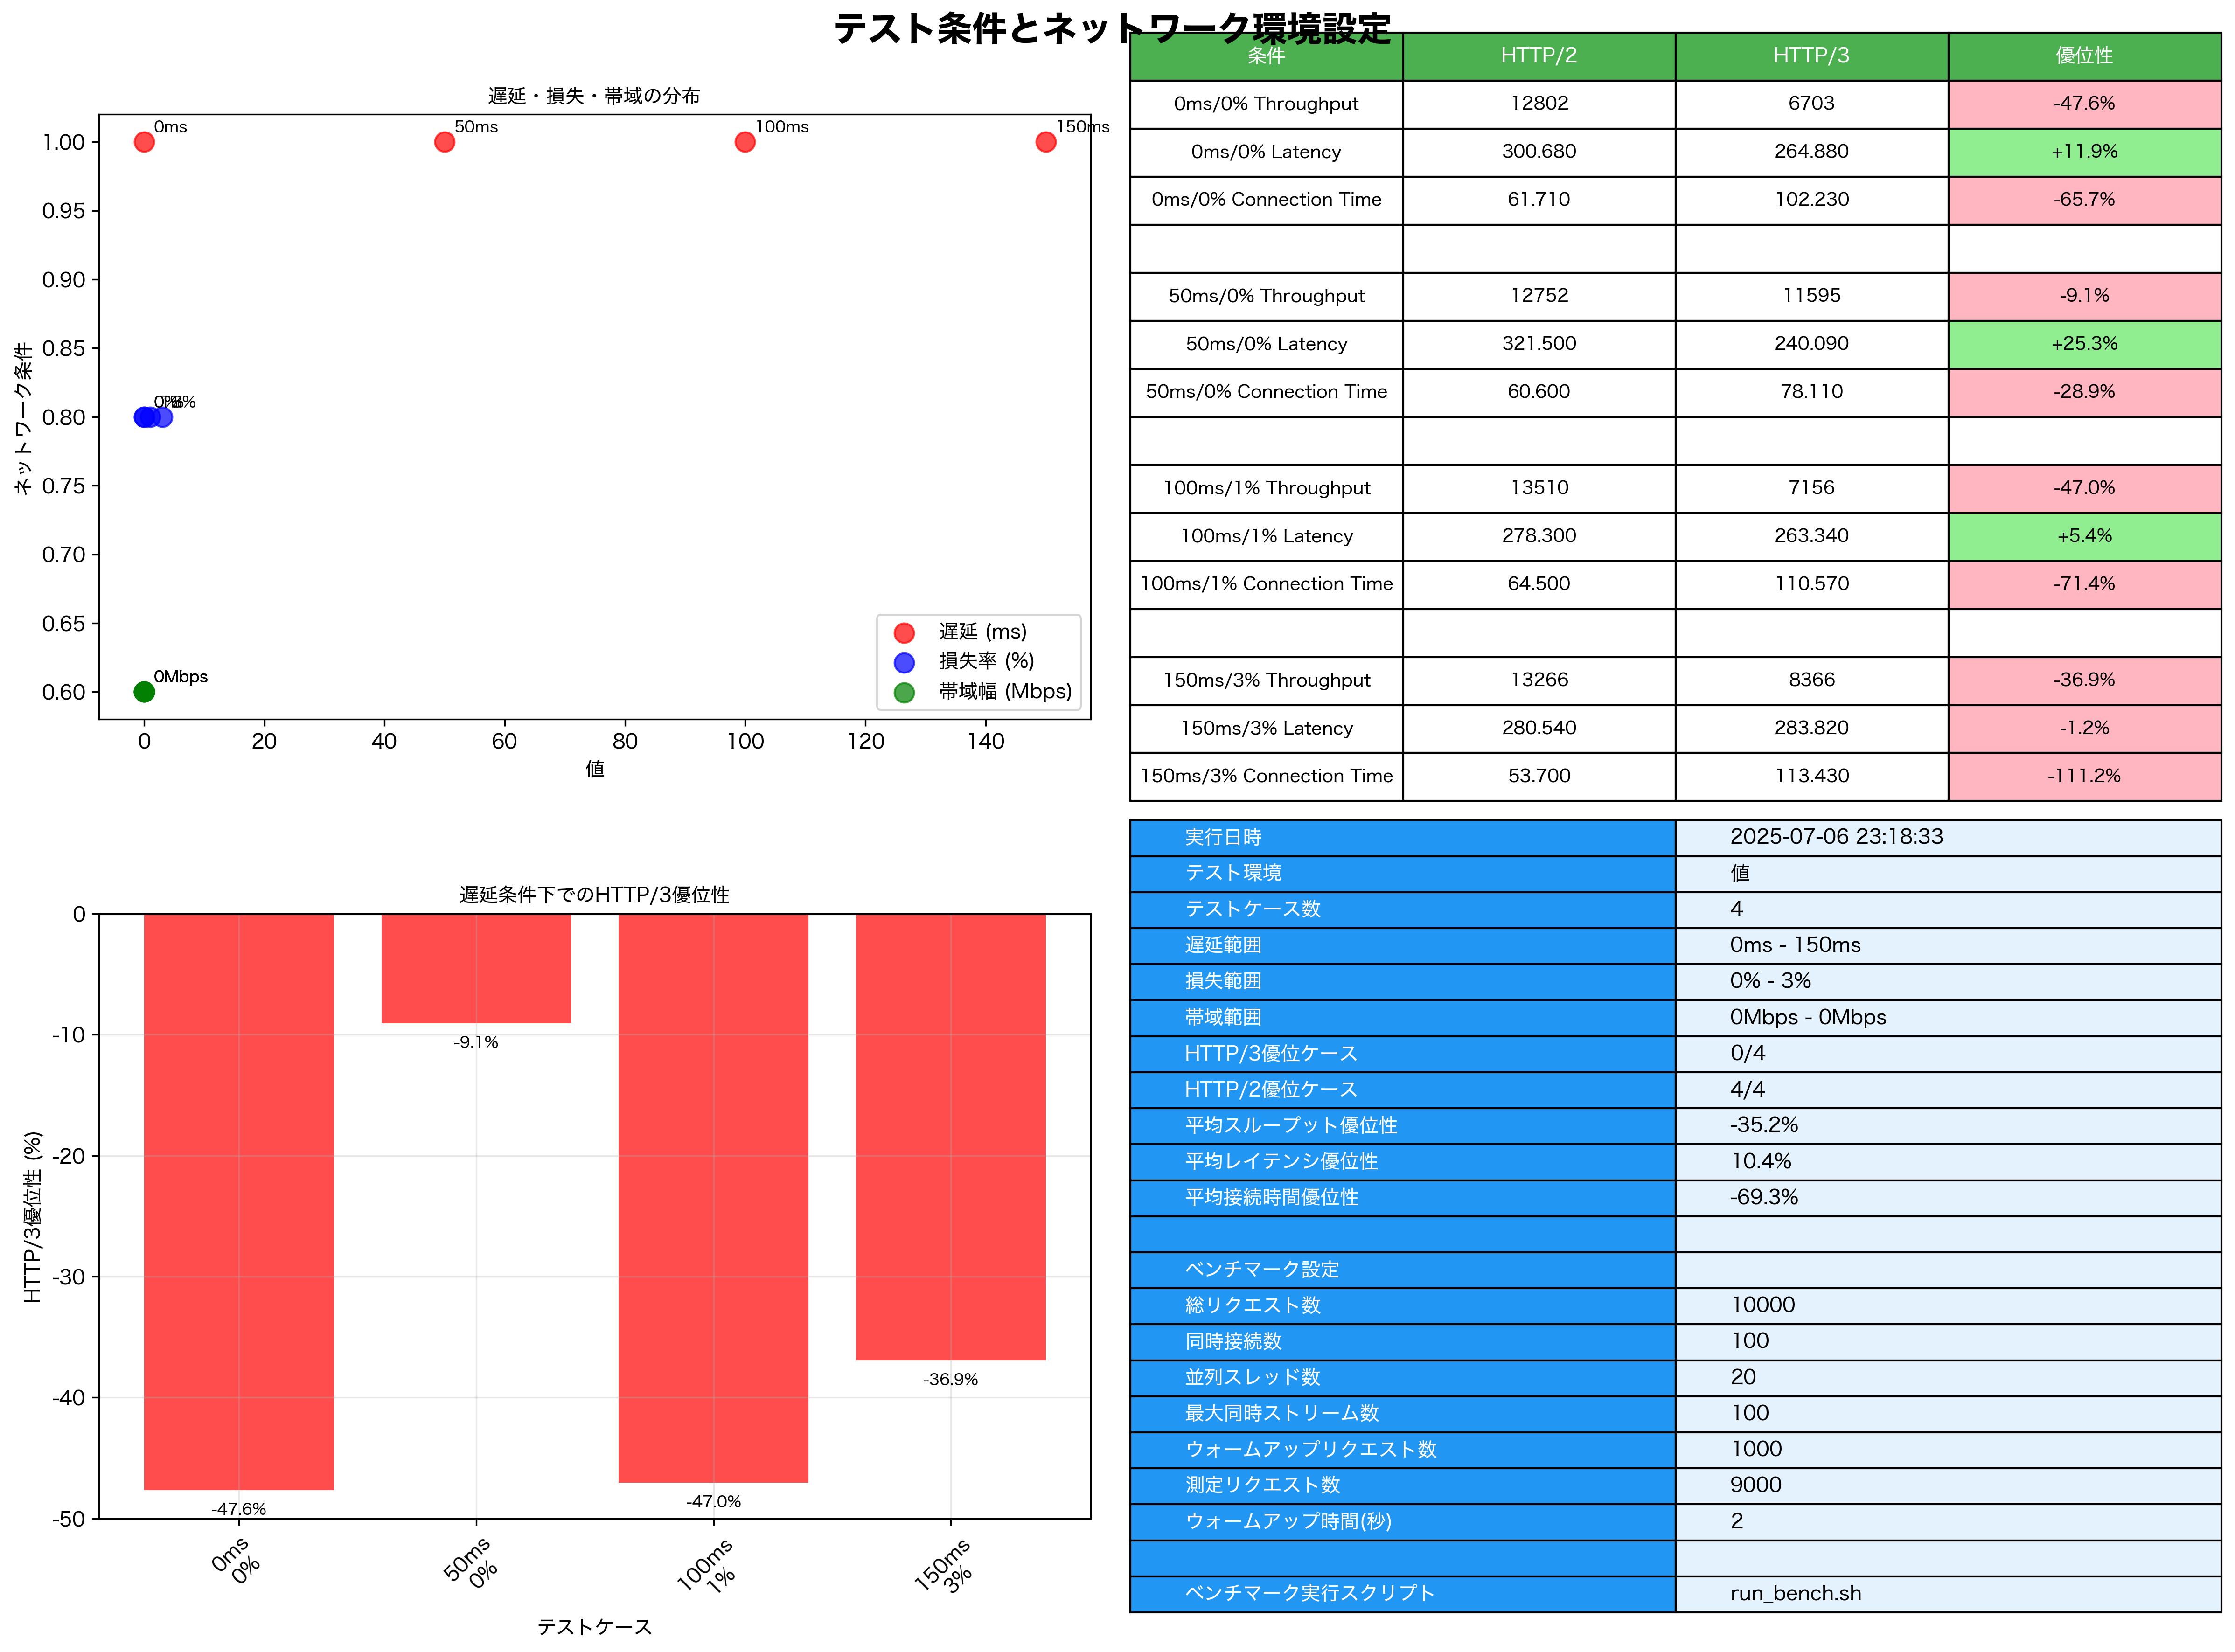 テスト条件とネットワーク環境設定
遅延・損失・帯域の分布
ネットワーク条件
1.00
0.95
0.90
0.85
0.80
0.75
0.70
0.65
0.60
0ms 50ms 100ms 150ms
3%
0Mbps
遅延 (ms)
損失率 (%)
帯域幅 (Mbps)
0 20 40 60 80 100 120 140
値
条件 HTTP/2 HTTP/3 優位性
0ms/0% Throughput 12802 6703 -47.6%
0ms/0% Latency 300.680 264.880 +11.9%
0ms/0% Connection Time 61.710 102.230 -65.7%
50ms/0% Throughput 12752 11595 -9.1%
50ms/0% Latency 321.500 240.090 +25.3%
50ms/0% Connection Time 60.600 78.110 -28.9%
100ms/1% Throughput 13510 7156 -47.0%
100ms/1% Latency 278.300 263.340 +5.4%
100ms/1% Connection Time 64.500 110.570 -71.4%
150ms/3% Throughput 13266 8366 -36.9%
150ms/3% Latency 280.540 283.820 -1.2%
150ms/3% Connection Time 53.700 113.430 -111.2%
遅延条件下でのHTTP/3優位性
HTTP/3優位性 (%)
0
-10
-20
-30
-40
-50
-47.6%
-9.1%
-47.0%
-36.9%
0ms
0%
50ms
0%
100ms
1%
150ms
3%
テストケース
実行日時 2025-07-06 23:18:33
テスト環境 値
テストケース数 4
遅延範囲 0ms - 150ms
損失範囲 0% - 3%
帯域範囲 0Mbps - 0Mbps
HTTP/3優位ケース 0/4
HTTP/2優位ケース 4/4
平均スループット優位性 -35.2%
平均レイテンシ優位性 10.4%
平均接続時間優位性 -69.3%
ベンチマーク設定
総リクエスト数 10000
同時接続数 100
並列スレッド数 20
最大同時ストリーム数 100
ウォームアップリクエスト数 1000
測定リクエスト数 9000
ウォームアップ時間(秒) 2
ベンチマーク実行スクリプト run_bench.sh